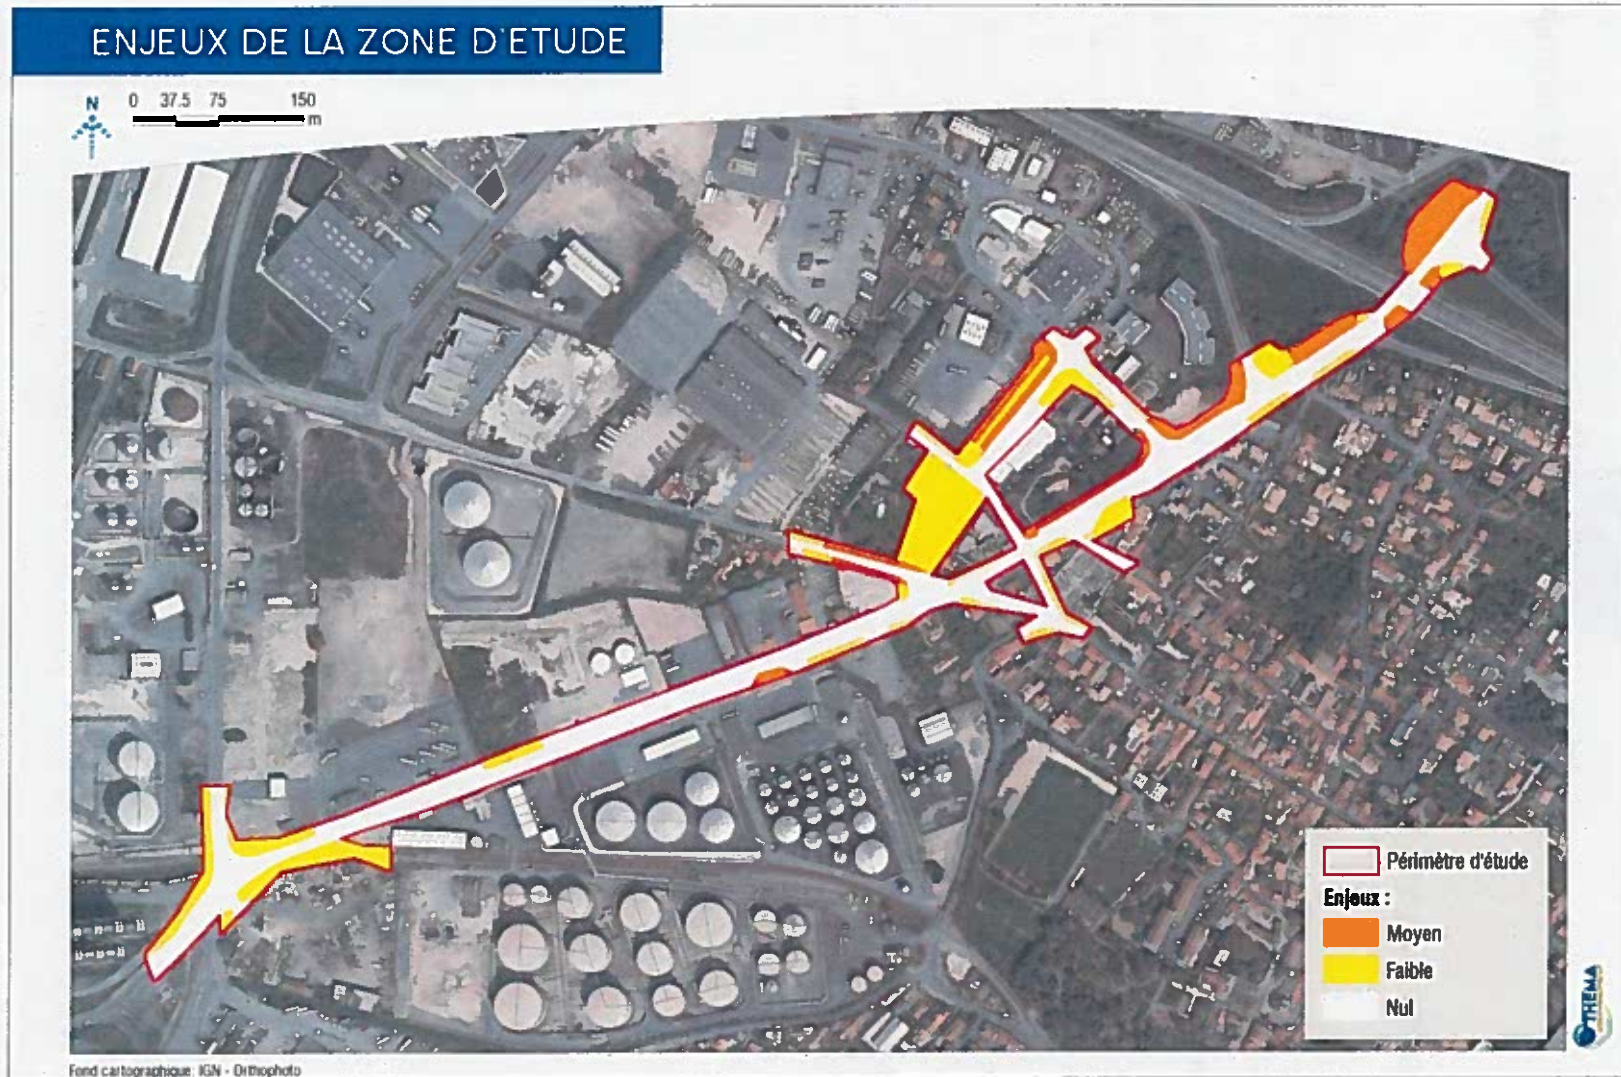 ENJEUX DE LA ZONE D'ETUDE
N
0 37.5 75 150
m
Périmètre d'étude
Enjeux :
Moyen
Faible
Nul
THEMA
Fond cartographique: IGN - Orthophoto